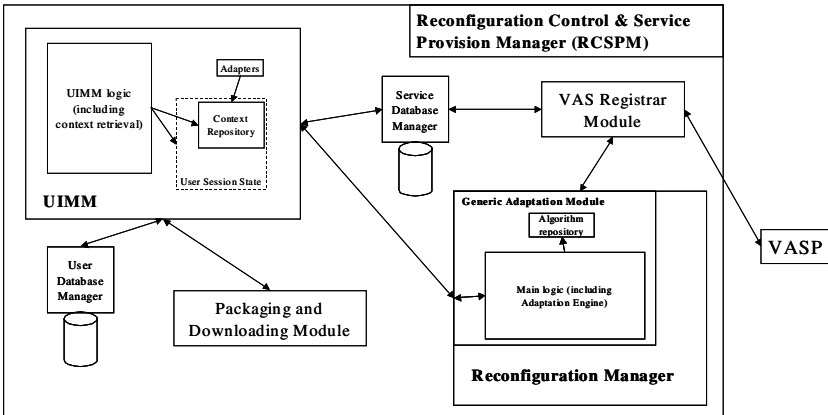 Reconfiguration Control & Service
Provision Manager (RCSPM)
UIMM logic
(including
context retrieval)
Adapters
Context
Repository
User Session State
UIMM
Service
Database
Manager
VAS Registrar
Module
Generic Adaptation Module
Algorithm
repository
Main logic (including
Adaptation Engine)
Reconfiguration Manager
VASP
User
Database
Manager
Packaging and
Downloading Module